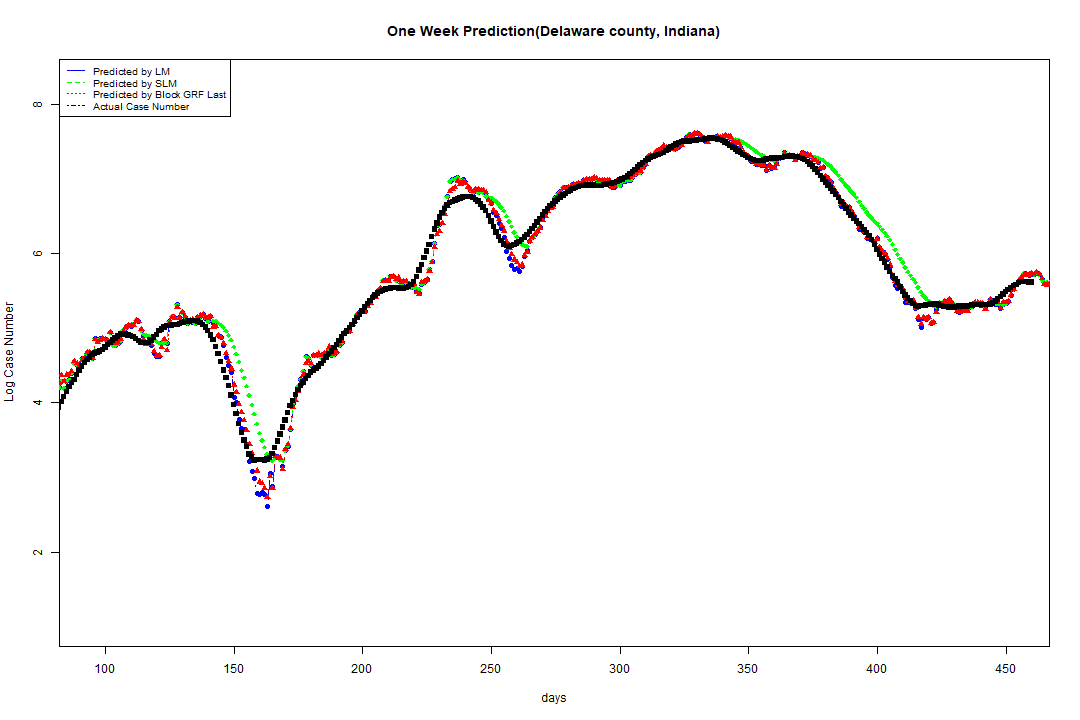 One Week Prediction(Delaware county, Indiana)
Predicted by LM
Predicted by SLM
Predicted by Block GRF Last
Actual Case Number
8
6
4
2
Log Case Number
100 150 200 250 300 350 400 450
days